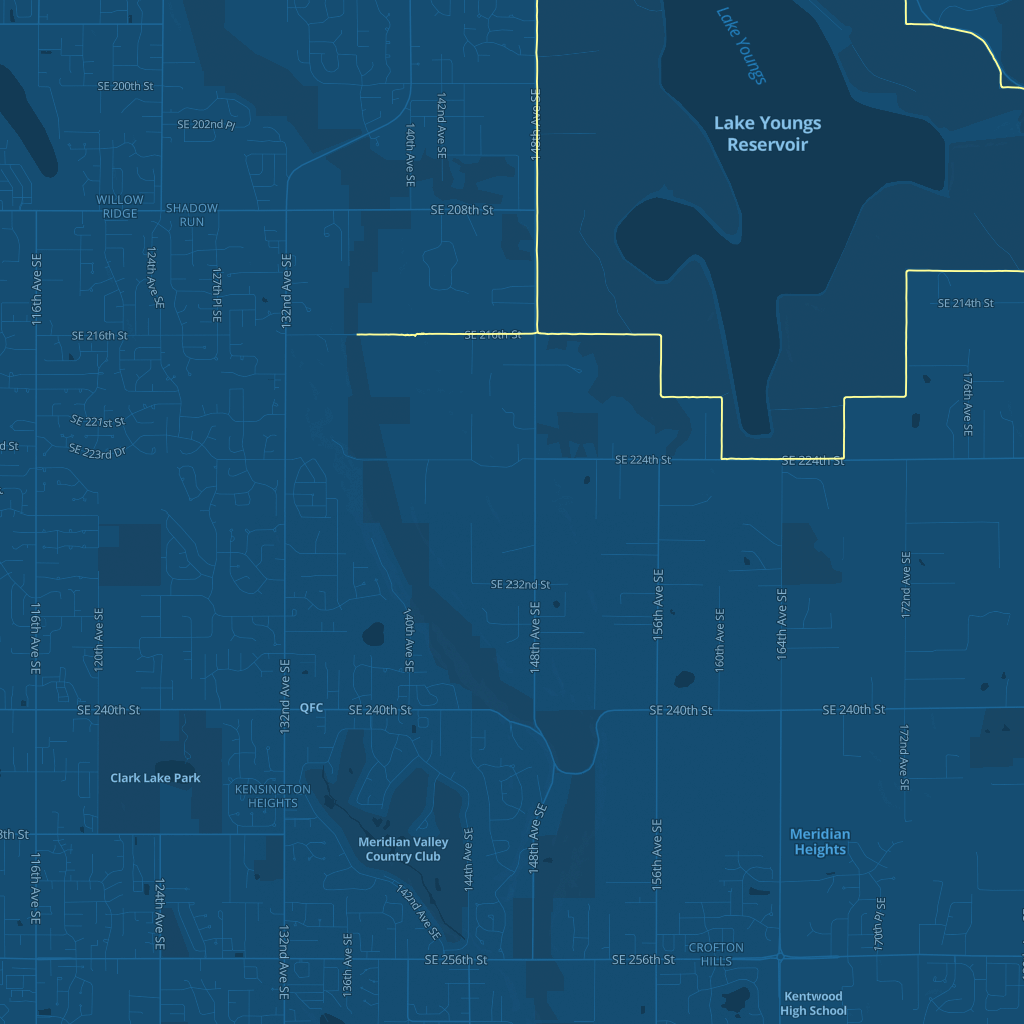 Lake Youngs
SE 200th St
SE 202nd Pl
140th Ave SE
142nd Ave SE
148th Ave SE
Lake Youngs
Reservoir
WILLOW
RIDGE
SHADOW
RUN
SE 208th St
116th Ave SE
124th Ave SE
127th Pl SE
132nd Ave SE
SE 214th St
SE 216th St
SE 216th St
176th Ave SE
SE 221st St
SE 223rd Dr
d St
SE 224th St
SE 224th St
SE 232nd St
116th Ave SE
120th Ave SE
140th Ave SE
148th Ave SE
156th Ave SE
160th Ave SE
164th Ave SE
172nd Ave SE
132nd Ave SE
SE 240th St
QFC
SE 240th St
SE 240th St
SE 240th St
172nd Ave SE
Clark Lake Park
KENSINGTON
HEIGHTS
8th St
Meridian Valley
Country Club
Meridian
Heights
116th Ave SE
124th Ave SE
142nd Ave SE
144th Ave SE
148th Ave SE
156th Ave SE
170th Pl SE
132nd Ave SE
136th Ave SE
SE 256th St
SE 256th St
CROFTON
HILLS
Kentwood
High School